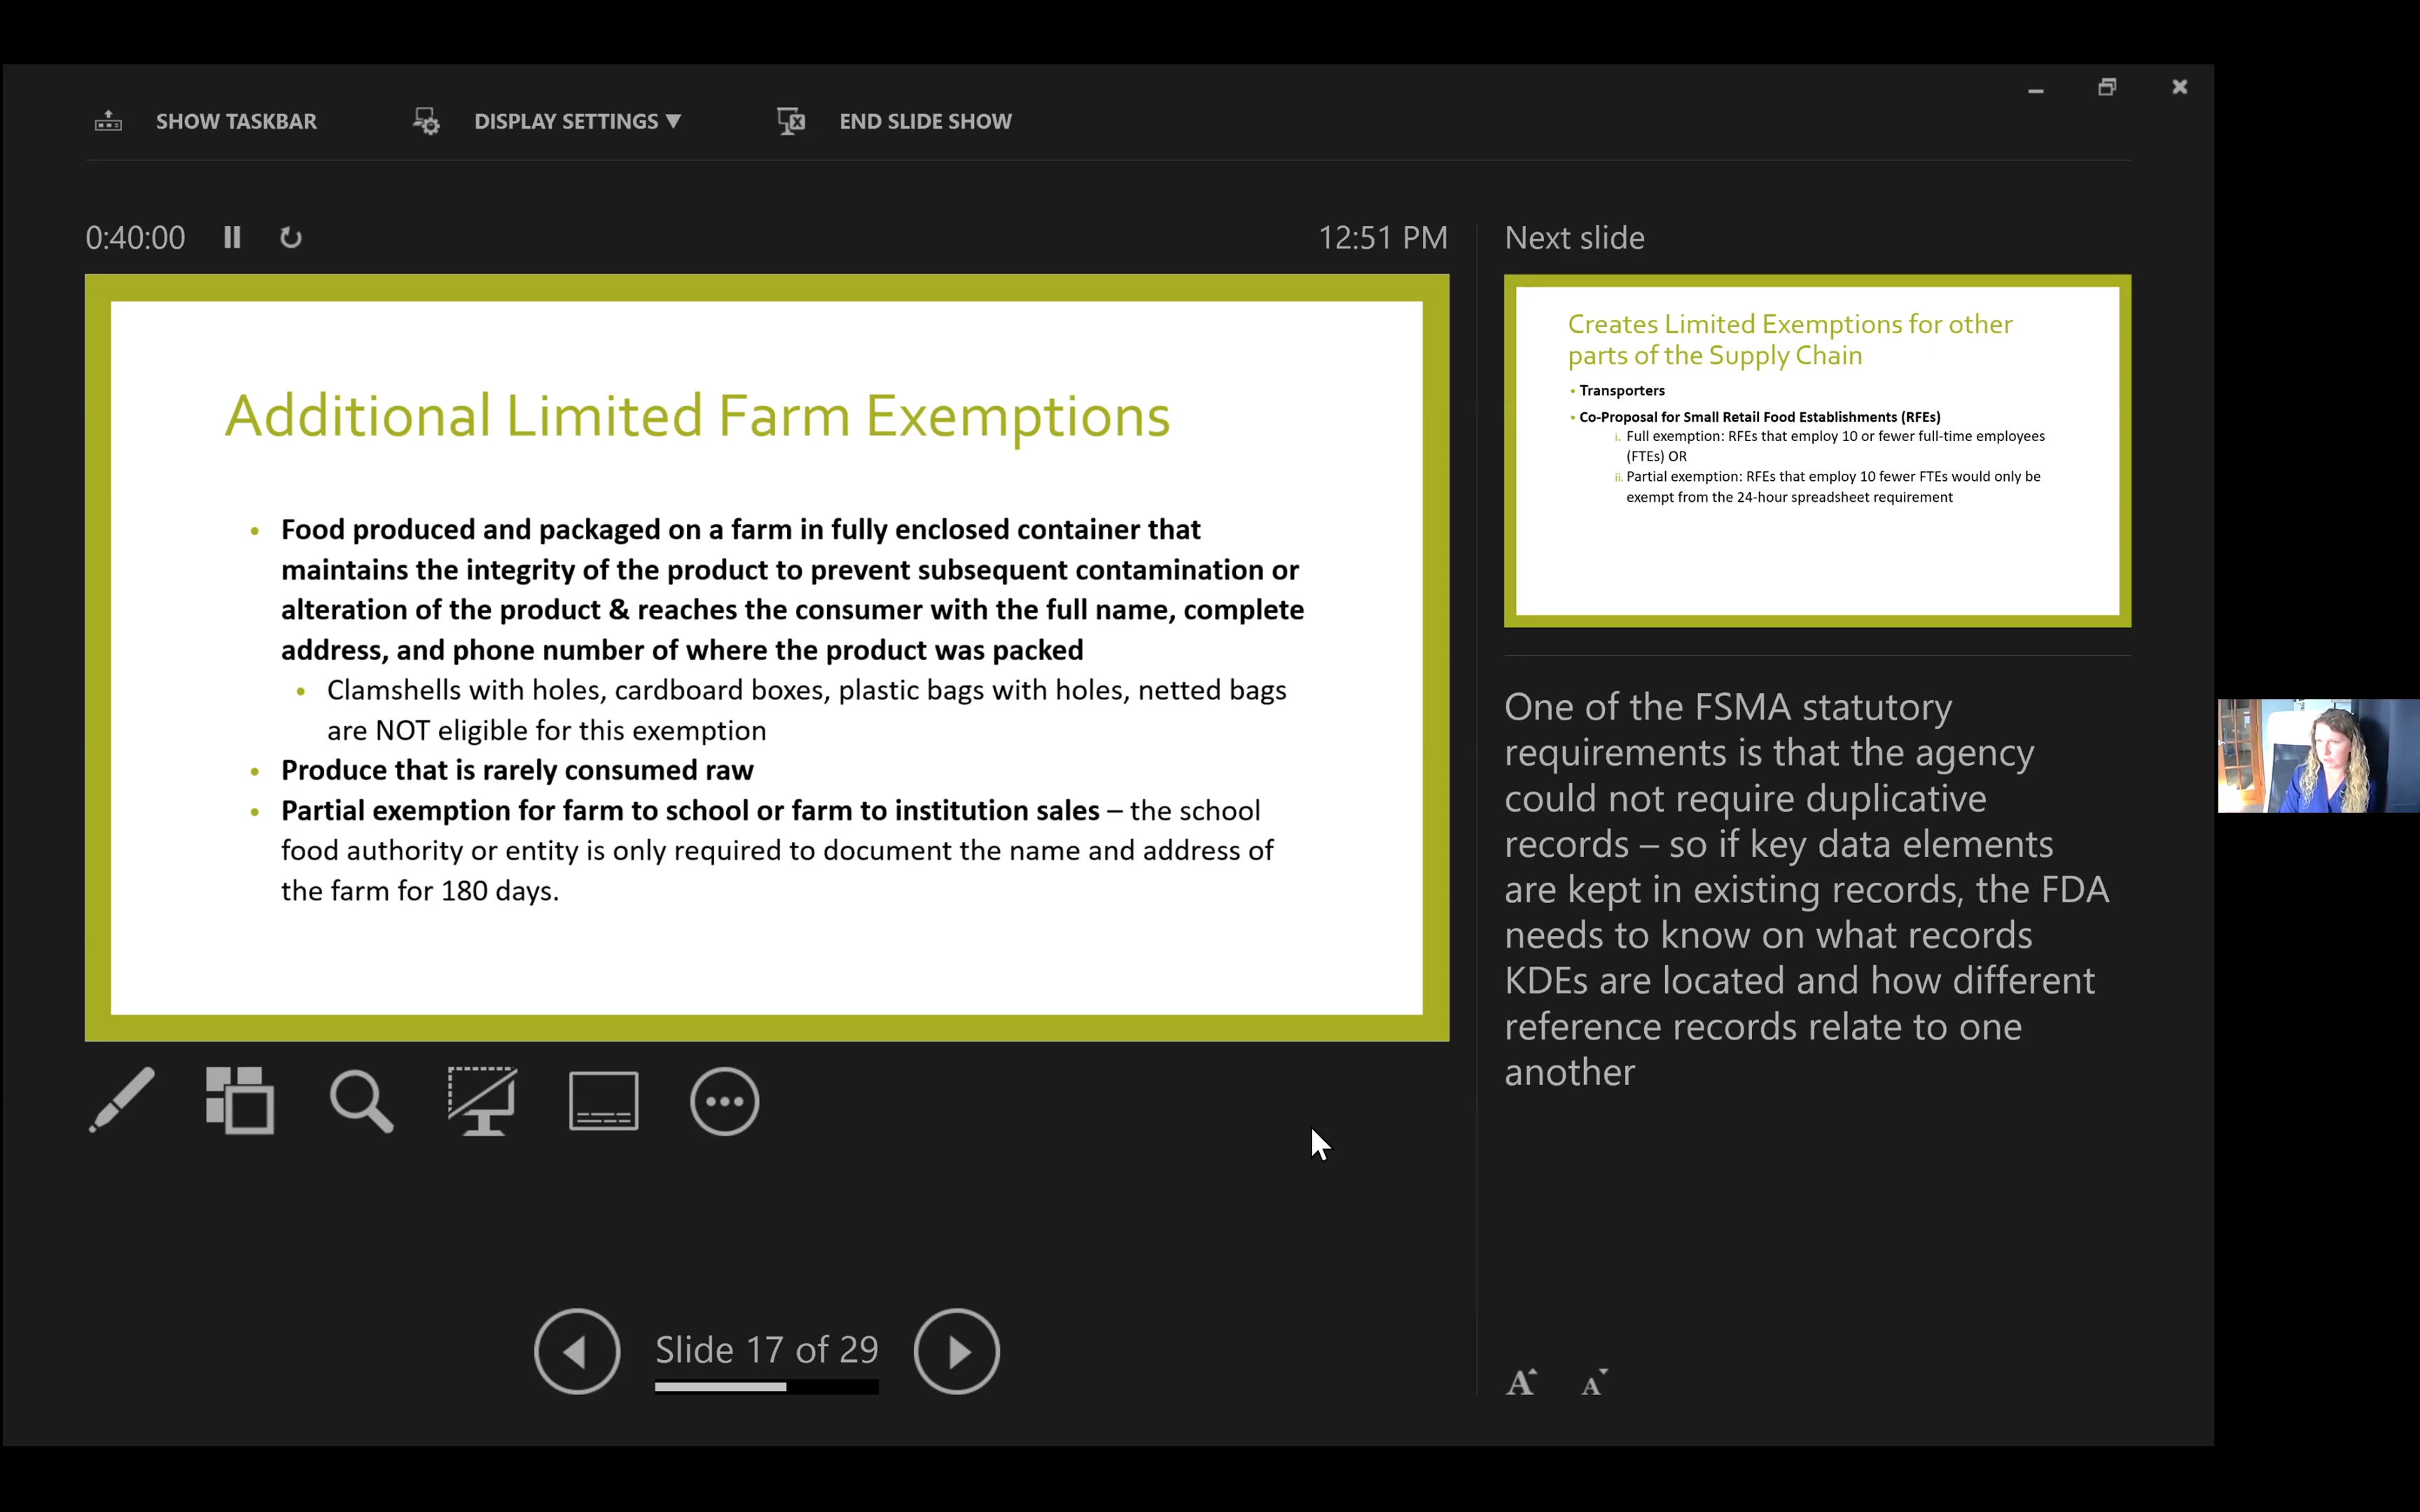 SHOW TASKBAR
DISPLAY SETTINGS ▼
END SLIDE SHOW
0:40:00
12:51 PM
Additional Limited Farm Exemptions
• Food produced and packaged on a farm in fully enclosed container that
maintains the integrity of the product to prevent subsequent contamination or
alteration of the product & reaches the consumer with the full name, complete
address, and phone number of where the product was packed
• Clamshells with holes, cardboard boxes, plastic bags with holes, netted bags
are NOT eligible for this exemption
• Produce that is rarely consumed raw
• Partial exemption for farm to school or farm to institution sales – the school
food authority or entity is only required to document the name and address of
the farm for 180 days.
Slide 17 of 29
Next slide
Creates Limited Exemptions for other
parts of the Supply Chain
• Transporters
• Co-Proposal for Small Retail Food Establishments (RFEs)
i. Full exemption: RFEs that employ 10 or fewer full-time employees
(FTEs) OR
ii. Partial exemption: RFEs that employ 10 fewer FTEs would only be
exempt from the 24-hour spreadsheet requirement
One of the FSMA statutory
requirements is that the agency
could not require duplicative
records – so if key data elements
are kept in existing records, the FDA
needs to know on what records
KDEs are located and how different
reference records relate to one
another
A A